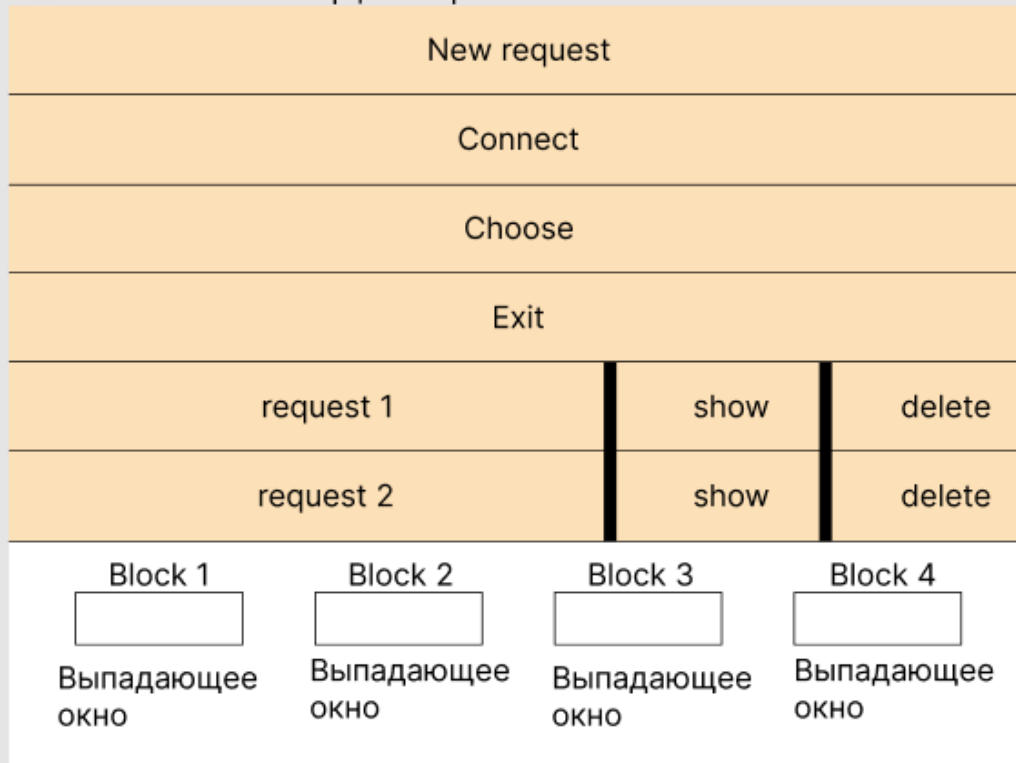 New request
Connect
Choose
Exit
request 1 show delete
request 2 show delete
Block 1 Block 2 Block 3 Block 4
Выпадающее Выпадающее Выпадающее Выпадающее
окно окно окно окно